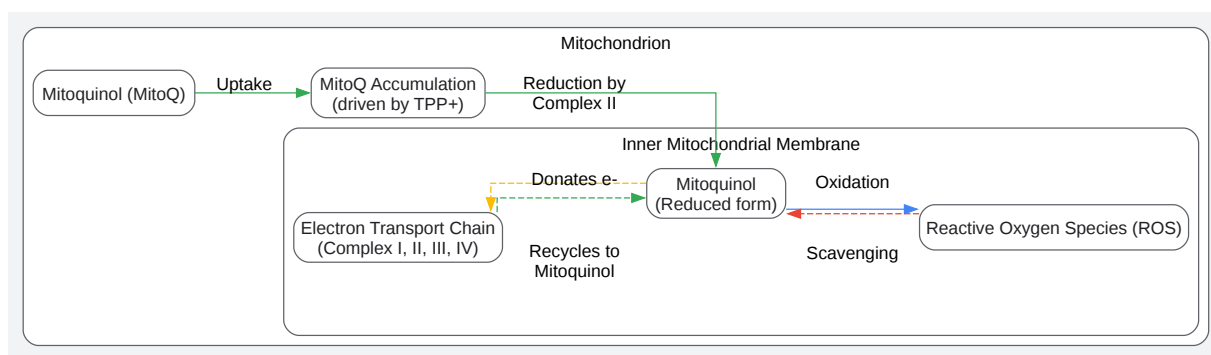 Mitochondrion
Mitoquinol (MitoQ)
Uptake
MitoQ Accumulation
(driven by TPP+)
Reduction by
Complex II
Inner Mitochondrial Membrane
Donates e-
Mitoquinol
(Reduced form)
Oxidation
Electron Transport Chain
(Complex I, II, III, IV)
Recycles to
Mitoquinol
Reactive Oxygen Species (ROS)
Scavenging